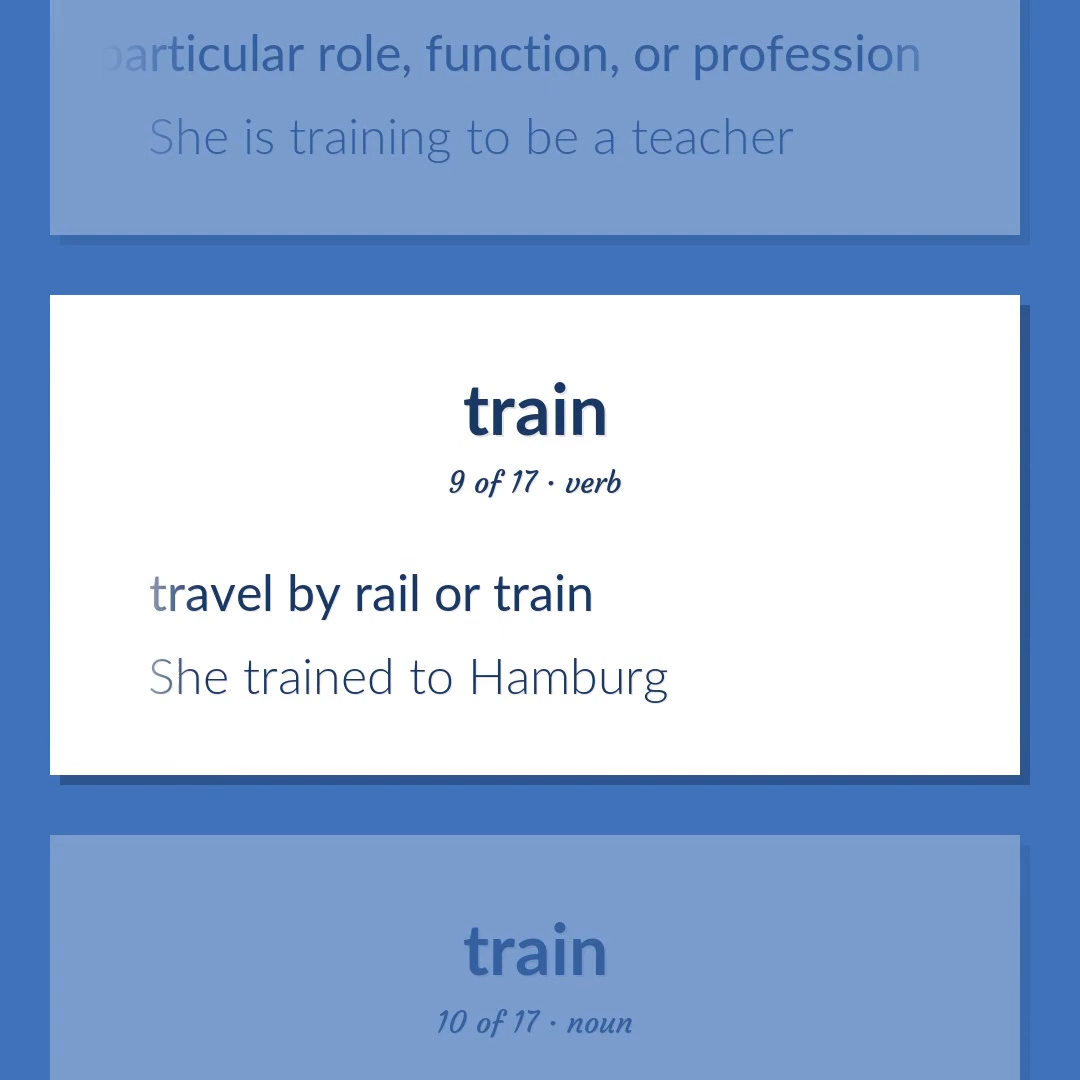 particular role, function, or profession
She is training to be a teacher
train
9 of 17 · verb
travel by rail or train
She trained to Hamburg
train
10 of 17 · noun